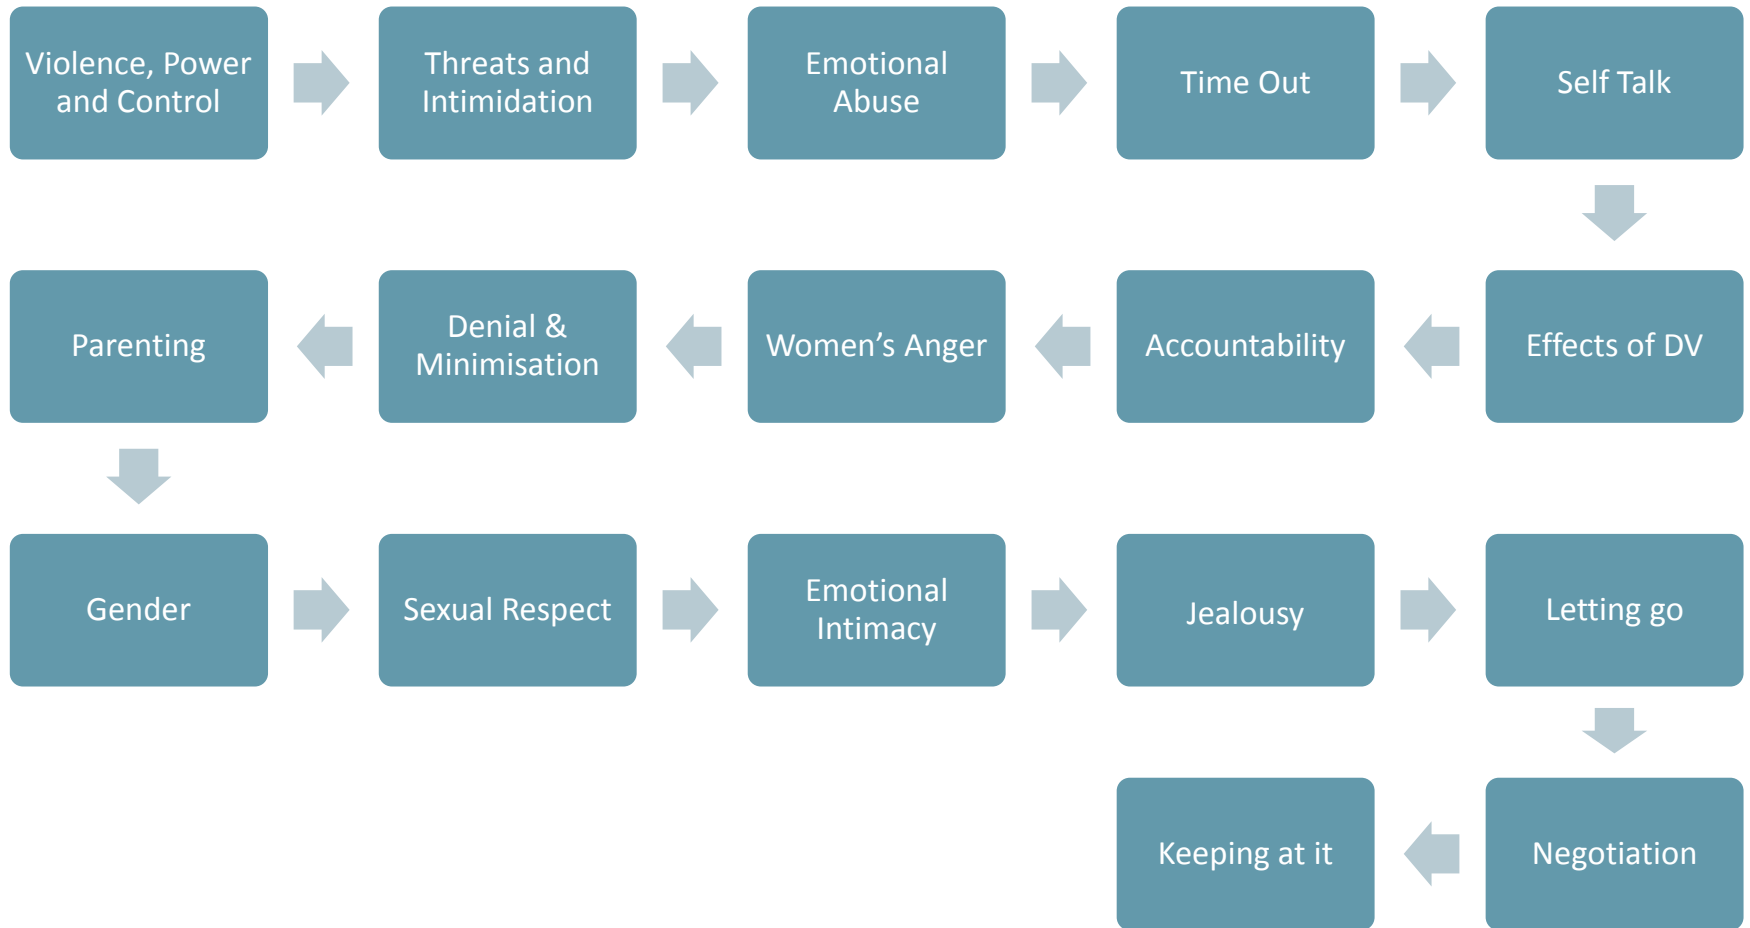 Violence, Power
and Control
Threats and
Intimidation
Emotional
Abuse
Time Out
Self Talk
Effects of DV
Accountability
Women’s Anger
Denial &
Minimisation
Parenting
Gender
Sexual Respect
Emotional
Intimacy
Jealousy
Letting go
Negotiation
Keeping at it